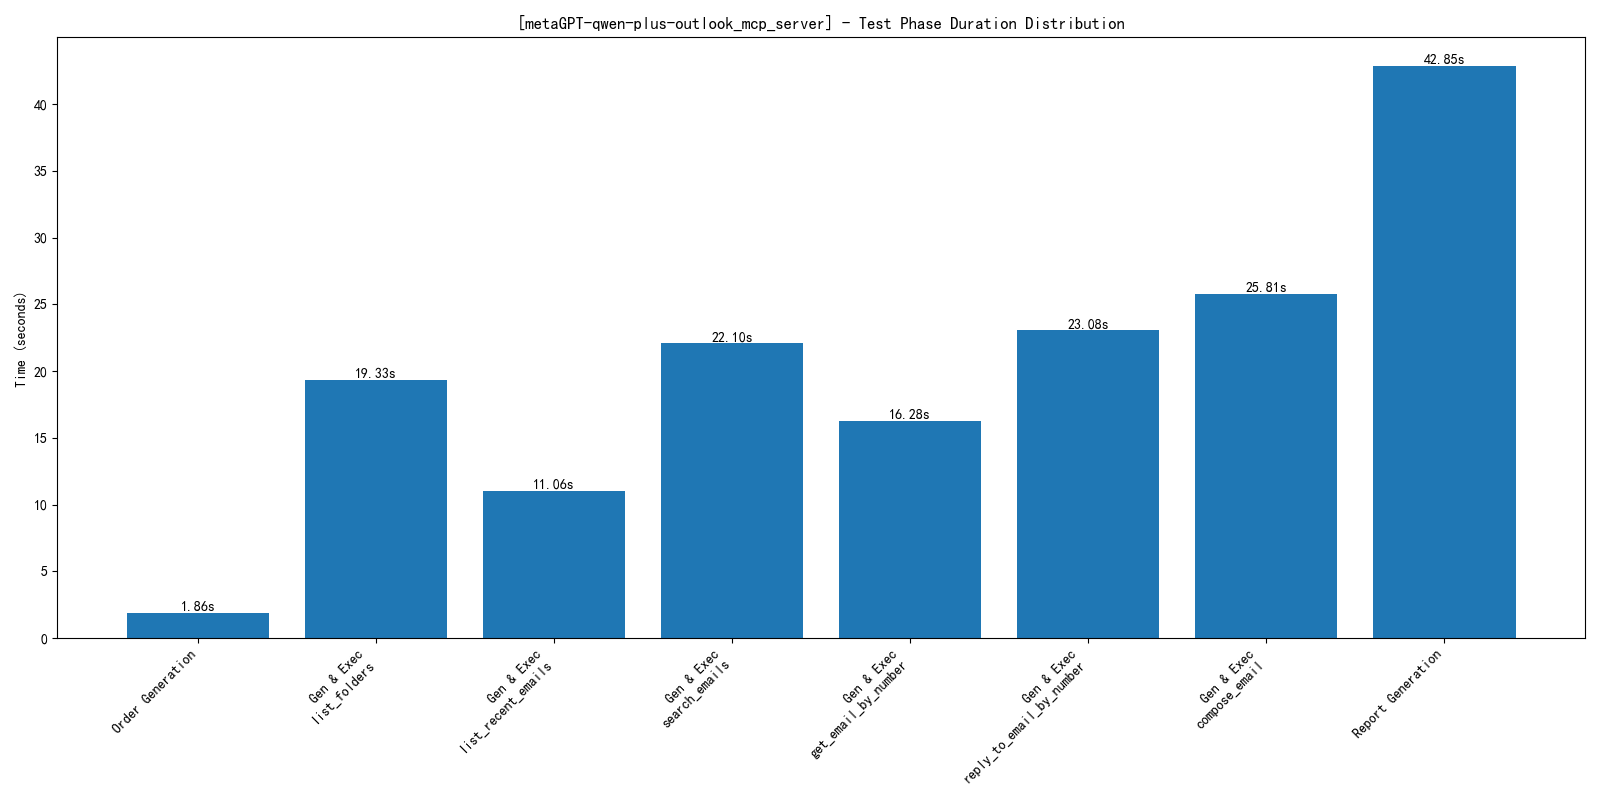 [metaGPT-qwen-plus-outlook_mcp_server] - Test Phase Duration Distribution
Time (seconds)
40
35
30
25
20
15
10
5
0
1.86s
19.33s
11.06s
22.10s
16.28s
23.08s
25.81s
42.85s
Order Generation
Gen & Exec
list_folders
Gen & Exec
list_recent_emails
Gen & Exec
search_emails
Gen & Exec
get_email_by_number
Gen & Exec
reply_to_email_by_number
Gen & Exec
compose_email
Report Generation